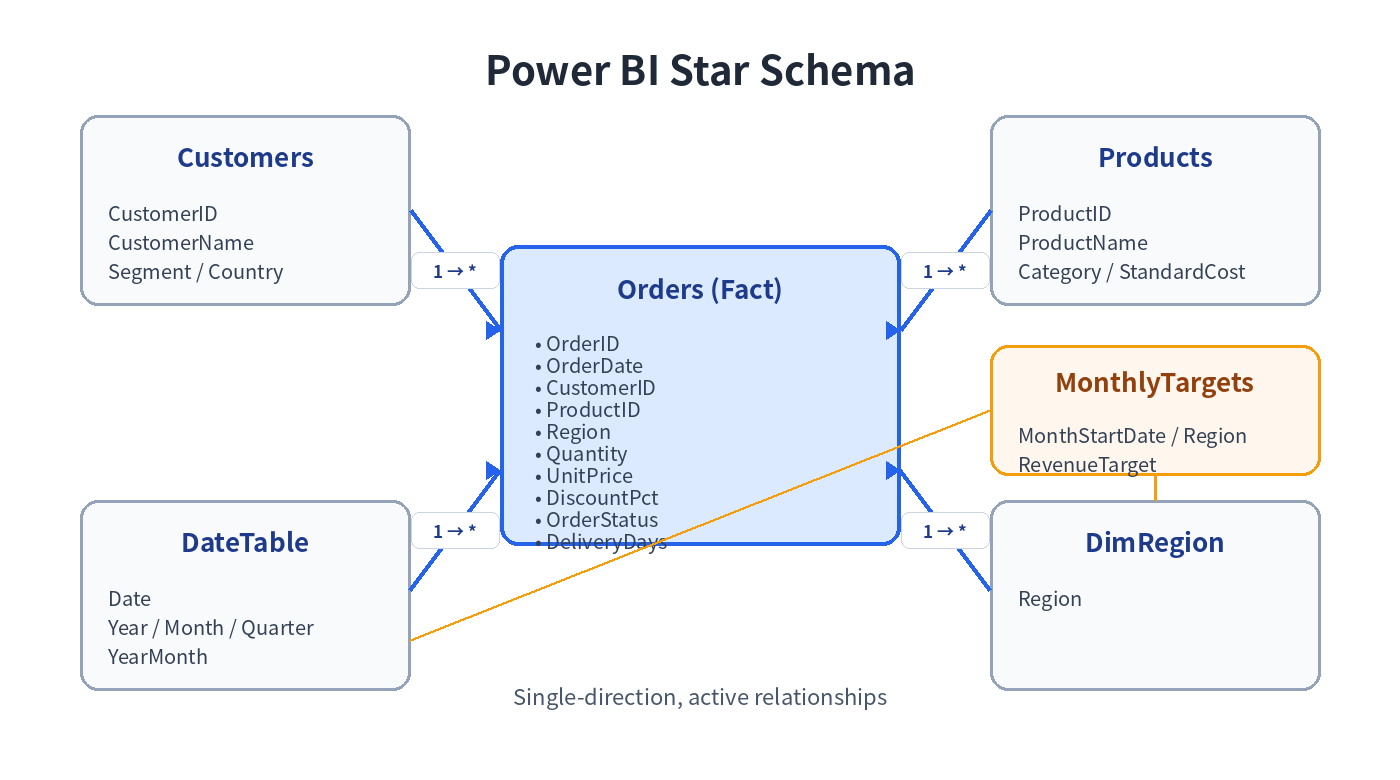 Power BI Star Schema
Customers
CustomerID
CustomerName
Segment / Country
1 → *
Orders (Fact)
• OrderID
• OrderDate
• CustomerID
• ProductID
• Region
• Quantity
• UnitPrice
• DiscountPct
• OrderStatus
• DeliveryDays
1 → *
Products
ProductID
ProductName
Category / StandardCost
MonthlyTargets
MonthStartDate / Region
RevenueTarget
DateTable
Date
Year / Month / Quarter
YearMonth
1 → *
1 → *
DimRegion
Region
Single-direction, active relationships